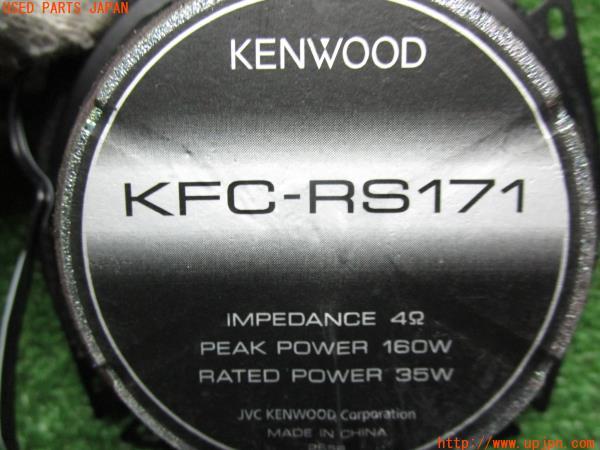 USED PARTS JAPAN
KENWOOD
KFC-RS171
IMPEDANCE 4Ω
PEAK POWER 160W
RATED POWER 35W
JVC KENWOOD Corporation
MADE IN CHINA
http://www.upjpn.com/